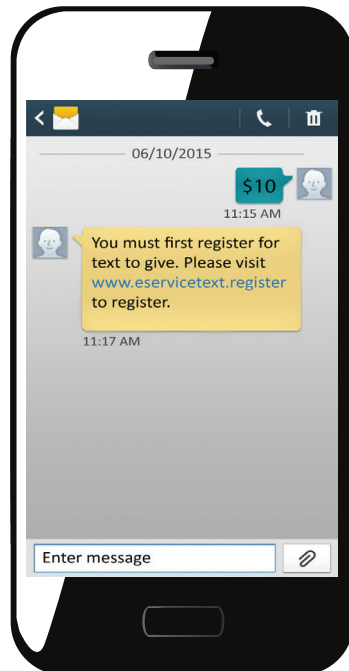 06/10/2015
$10
11:15 AM
You must first register for
text to give. Please visit
www.eservicetext.register
to register.
11:17 AM
Enter message